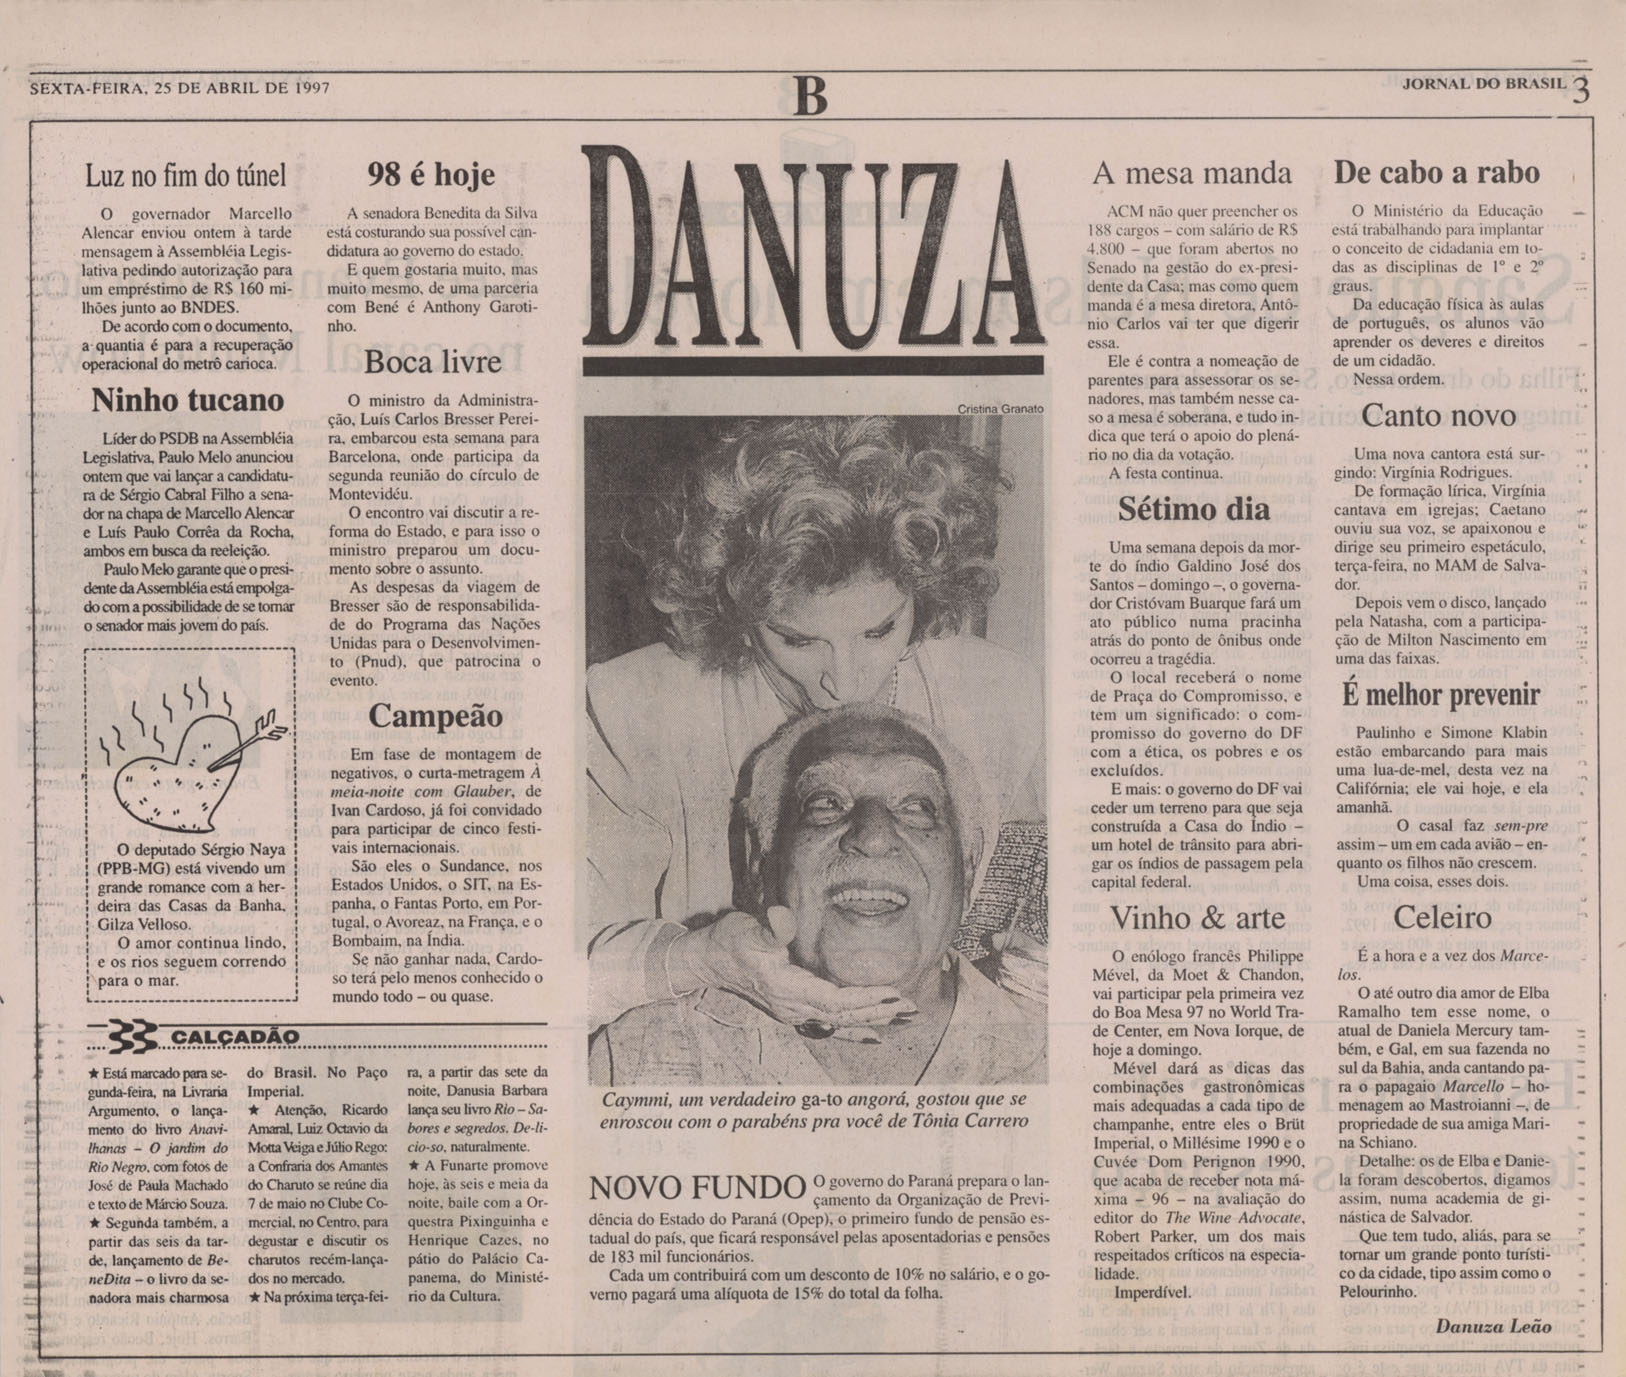 SEXTA-FEIRA, 25 DE ABRIL DE 1997
B
JORNAL DO BRASIL 3
Luz no fim do túnel
O governador Marcello
Alencar enviou ontem à tarde
mensagem à Assembléia Legis-
lativa pedindo autorização para
um empréstimo de R$ 160 mi-
lhões junto ao BNDES.
De acordo com o documento,
a quantia é para a recuperação
operacional do metrô carioca.
Ninho tucano
Líder do PSDB na Assembléia
Legislativa, Paulo Melo anunciou
ontem que vai lançar a candidatu-
ra de Sérgio Cabral Filho a sena-
dor na chapa de Marcello Alencar
e Luís Paulo Corrêa da Rocha,
ambos em busca da reeleição.
Paulo Melo garante que o presi-
dente da Assembléia está empolga-
do com a possibilidade de se tornar
o senador mais jovem do país.
O deputado Sérgio Naya
(PPB-MG) está vivendo um
grande romance com a her-
deira das Casas da Banha,
Gilza Velloso.
O amor continua lindo,
e os rios seguem correndo
para o mar.
98 é hoje
A senadora Benedita da Silva
está costurando sua possível can-
didatura ao governo do estado.
E quem gostaria muito, mas
muito mesmo, de uma parceria
com Bené é Anthony Garoti-
nho.
Boca livre
O ministro da Administra-
ção, Luís Carlos Bresser Perei-
ra, embarcou esta semana para
Barcelona, onde participa da
segunda reunião do círculo de
Montevidéu.
O encontro vai discutir a re-
forma do Estado, e para isso o
ministro preparou um docu-
mento sobre o assunto.
As despesas da viagem de
Bresser são de responsabilida-
de do Programa das Nações
Unidas para o Desenvolvimen-
to (Pnud), que patrocina o
evento.
Campeão
Em fase de montagem de
negativos, o curta-metragem À
meia-noite com Glauber, de
Ivan Cardoso, já foi convidado
para participar de cinco festi-
vais internacionais.
São eles o Sundance, nos
Estados Unidos, o SIT, na Es-
panha, o Fantas Porto, em Por-
tugal, o Avoreaz, na França, e o
Bombaim, na Índia.
Se não ganhar nada, Cardo-
so terá pelo menos conhecido o
mundo todo – ou quase.
CALÇADÃO
★ Está marcado para se-
gunda-feira, na Livraria
Argumento, o lança-
mento do livro Anavi-
lhanas – O jardim do
Rio Negro, com fotos de
José de Paula Machado
e texto de Márcio Souza.
★ Segunda também, a
partir das seis da tar-
de, lançamento de Be-
neDita – o livro da se-
nadora mais charmosa
do Brasil. No Paço
Imperial.
★ Atenção, Ricardo
Amaral, Luiz Octavio da
Motta Veiga e Júlio Rego:
a Confraria dos Amantes
do Charuto se reúne dia
7 de maio no Clube Co-
mercial, no Centro, para
degustar e discutir os
charutos recém-lança-
dos no mercado.
★ Na próxima terça-fei-
ra, a partir das sete da
noite, Danusia Barbara
lança seu livro Rio – Sa-
bores e segredos. De-lí-
cio-so, naturalmente.
★ A Funarte promove
hoje, às seis e meia da
noite, baile com a Or-
questra Pixinguinha e
Henrique Cazes, no
pátio do Palácio Ca-
panema, do Ministé-
rio da Cultura.
DANUZA
Cristina Granato
Caymmi, um verdadeiro ga-to angorá, gostou que se
enroscou com o parabéns pra você de Tônia Carrero
NOVO FUNDO O governo do Paraná prepara o lan-
çamento da Organização de Previ-
dência do Estado do Paraná (Opep), o primeiro fundo de pensão es-
tadual do país, que ficará responsável pelas aposentadorias e pensões
de 183 mil funcionários.
Cada um contribuirá com um desconto de 10% no salário, e o go-
verno pagará uma alíquota de 15% do total da folha.
A mesa manda
ACM não quer preencher os
188 cargos – com salário de R$
4.800 – que foram abertos no
Senado na gestão do ex-presi-
dente da Casa; mas como quem
manda é a mesa diretora, Antô-
nio Carlos vai ter que digerir
essa.
Ele é contra a nomeação de
parentes para assessorar os se-
nadores, mas também nesse ca-
so a mesa é soberana, e tudo in-
dica que terá o apoio do plená-
rio no dia da votação.
A festa continua.
Sétimo dia
Uma semana depois da mor-
te do índio Galdino José dos
Santos – domingo –, o governa-
dor Cristóvam Buarque fará um
ato público numa pracinha
atrás do ponto de ônibus onde
ocorreu a tragédia.
O local receberá o nome
de Praça do Compromisso, e
tem um significado: o com-
promisso do governo do DF
com a ética, os pobres e os
excluídos.
E mais: o governo do DF vai
ceder um terreno para que seja
construída a Casa do Índio –
um hotel de trânsito para abri-
gar os índios de passagem pela
capital federal.
Vinho & arte
O enólogo francês Philippe
Mével, da Moet & Chandon,
vai participar pela primeira vez
do Boa Mesa 97 no World Tra-
de Center, em Nova Iorque, de
hoje a domingo.
Mével dará as dicas das
combinações gastronômicas
mais adequadas a cada tipo de
champanhe, entre eles o Brüt
Imperial, o Millésime 1990 e o
Cuvée Dom Perignon 1990,
que acaba de receber nota má-
xima – 96 – na avaliação do
editor do The Wine Advocate,
Robert Parker, um dos mais
respeitados críticos na especia-
lidade.
Imperdível.
De cabo a rabo
O Ministério da Educação
está trabalhando para implantar
o conceito de cidadania em to-
das as disciplinas de 1º e 2º
graus.
Da educação física às aulas
de português, os alunos vão
aprender os deveres e direitos
de um cidadão.
Nessa ordem.
Canto novo
Uma nova cantora está sur-
gindo: Virgínia Rodrigues.
De formação lírica, Virgínia
cantava em igrejas; Caetano
ouviu sua voz, se apaixonou e
dirige seu primeiro espetáculo,
terça-feira, no MAM de Salva-
dor.
Depois vem o disco, lançado
pela Natasha, com a participa-
ção de Milton Nascimento em
uma das faixas.
É melhor prevenir
Paulinho e Simone Klabin
estão embarcando para mais
uma lua-de-mel, desta vez na
Califórnia; ele vai hoje, e ela
amanhã.
O casal faz sem-pre
assim – um em cada avião – en-
quanto os filhos não crescem.
Uma coisa, esses dois.
Celeiro
É a hora e a vez dos Marce-
los.
O até outro dia amor de Elba
Ramalho tem esse nome, o
atual de Daniela Mercury tam-
bém, e Gal, em sua fazenda no
sul da Bahia, anda cantando pa-
ra o papagaio Marcello – ho-
menagem ao Mastroianni –, de
propriedade de sua amiga Mari-
na Schiano.
Detalhe: os de Elba e Danie-
la foram descobertos, digamos
assim, numa academia de gi-
nástica de Salvador.
Que tem tudo, aliás, para se
tornar um grande ponto turísti-
co da cidade, tipo assim como o
Pelourinho.
Danuza Leão